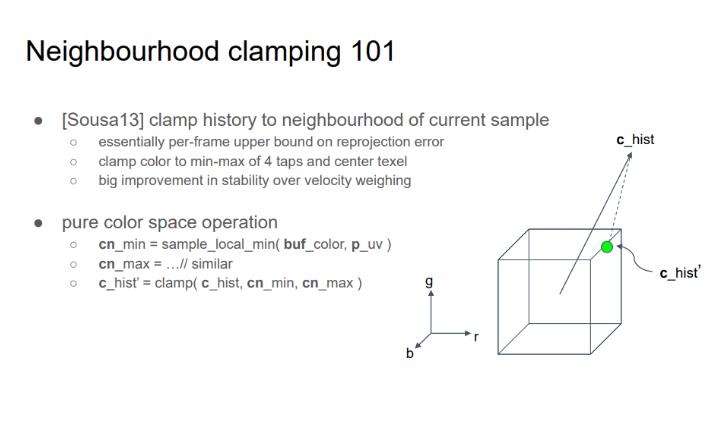 Neighbourhood clamping 101
● [Sousa13] clamp history to neighbourhood of current sample
○ essentially per-frame upper bound on reprojection error
○ clamp color to min-max of 4 taps and center texel
○ big improvement in stability over velocity weighing
● pure color space operation
○ cn_min = sample_local_min( buf_color, p_uv )
○ cn_max = …// similar
○ c_hist' = clamp( c_hist, cn_min, cn_max )
c_hist
c_hist'
g
r
b